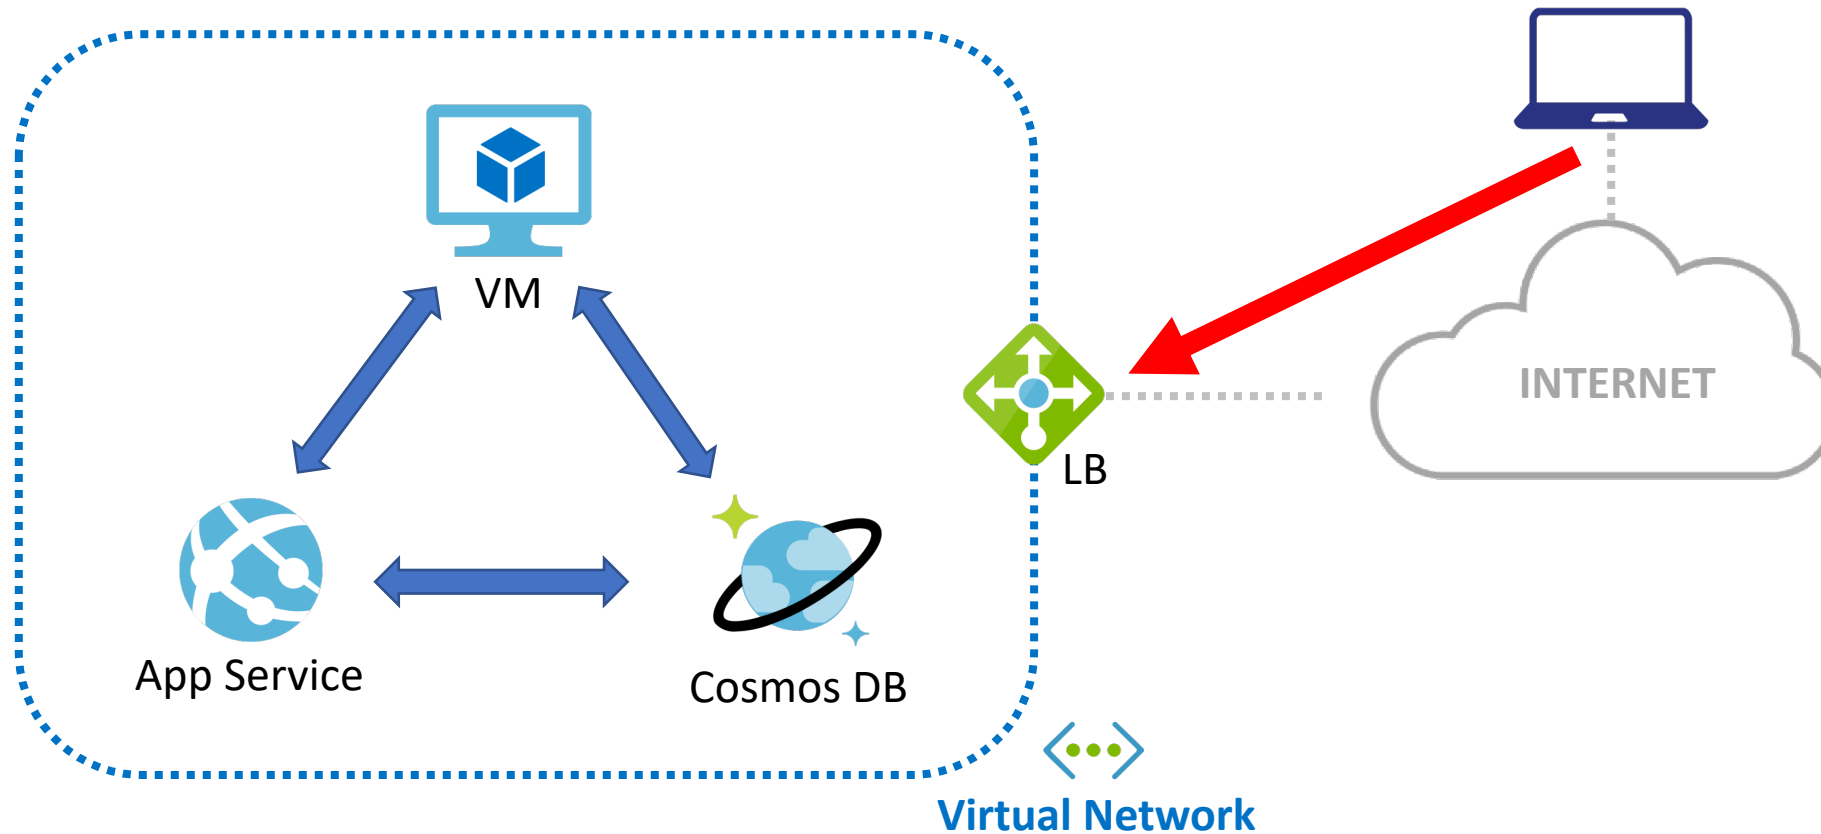 VM
INTERNET
LB
App Service
Cosmos DB
Virtual Network